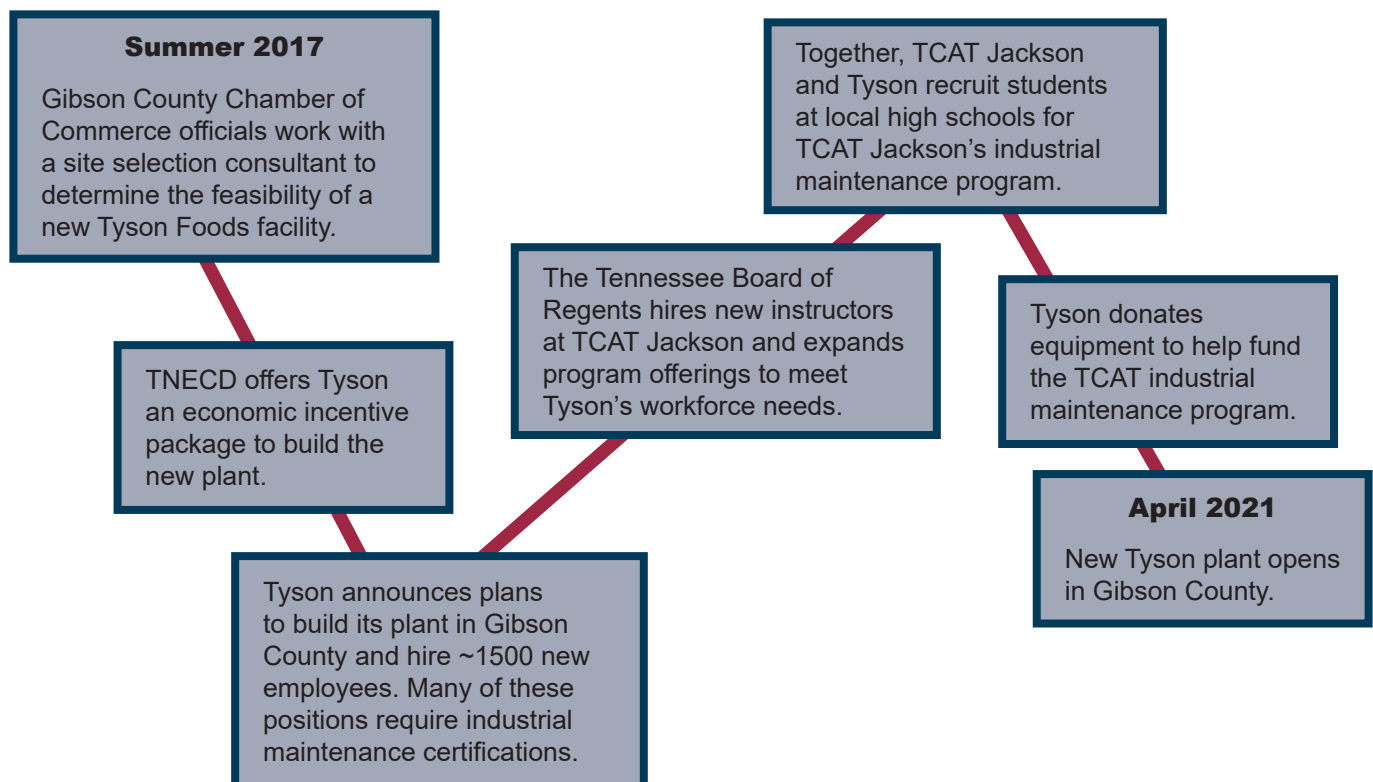 Summer 2017
Gibson County Chamber of
Commerce officials work with
a site selection consultant to
determine the feasibility of a
new Tyson Foods facility.
TNECD offers Tyson
an economic incentive
package to build the
new plant.
Tyson announces plans
to build its plant in Gibson
County and hire ~1500 new
employees. Many of these
positions require industrial
maintenance certifications.
The Tennessee Board of
Regents hires new instructors
at TCAT Jackson and expands
program offerings to meet
Tyson’s workforce needs.
Together, TCAT Jackson
and Tyson recruit students
at local high schools for
TCAT Jackson’s industrial
maintenance program.
Tyson donates
equipment to help fund
the TCAT industrial
maintenance program.
April 2021
New Tyson plant opens
in Gibson County.